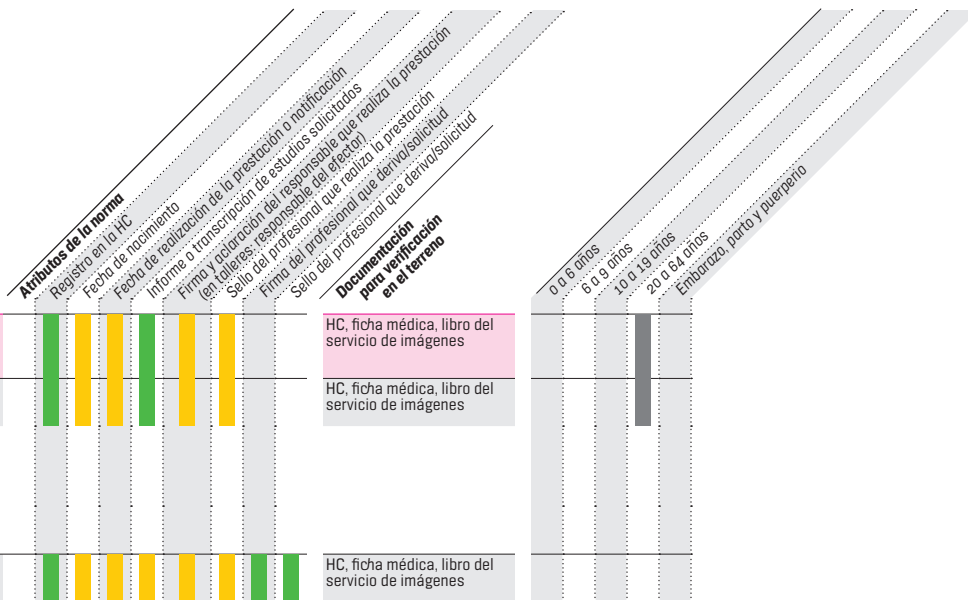 Atributos de la norma
Registro en la HC
Fecha de nacimiento
Fecha de realización de la prestación o notificación
Informe o transcripción de estudios solicitados
Firma y aclaración del responsable que realiza la prestación
(en talleres: responsable del efector)
Sello del profesional que realiza la prestación
Firma del profesional que deriva/solicitud
Sello del profesional que deriva/solicitud
Documentación
para verificación
en el terreno
0 a 6 años
6 a 9 años
10 a 19 años
20 a 64 años
Embarazo, parto y puerperio
HC, ficha médica, libro del
servicio de imágenes
HC, ficha médica, libro del
servicio de imágenes
HC, ficha médica, libro del
servicio de imágenes